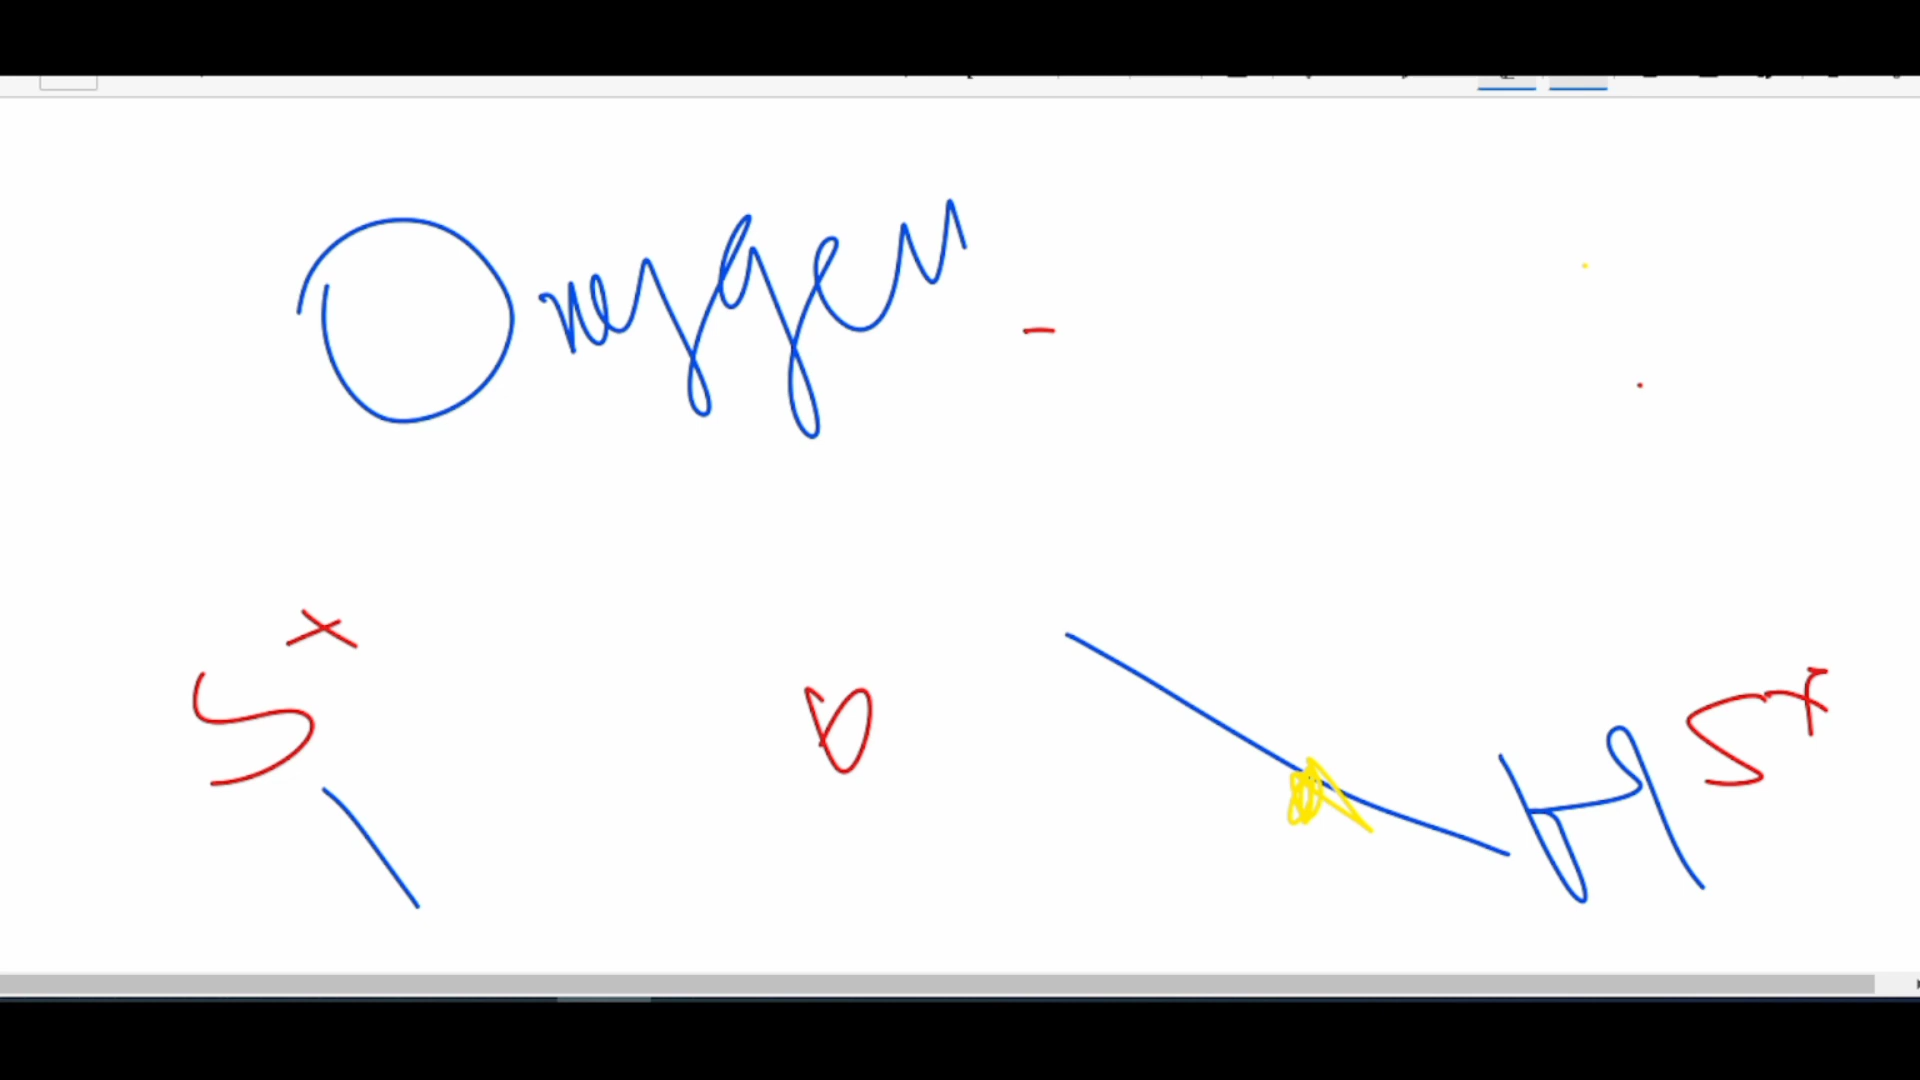 Oxygen -
S+
H S+